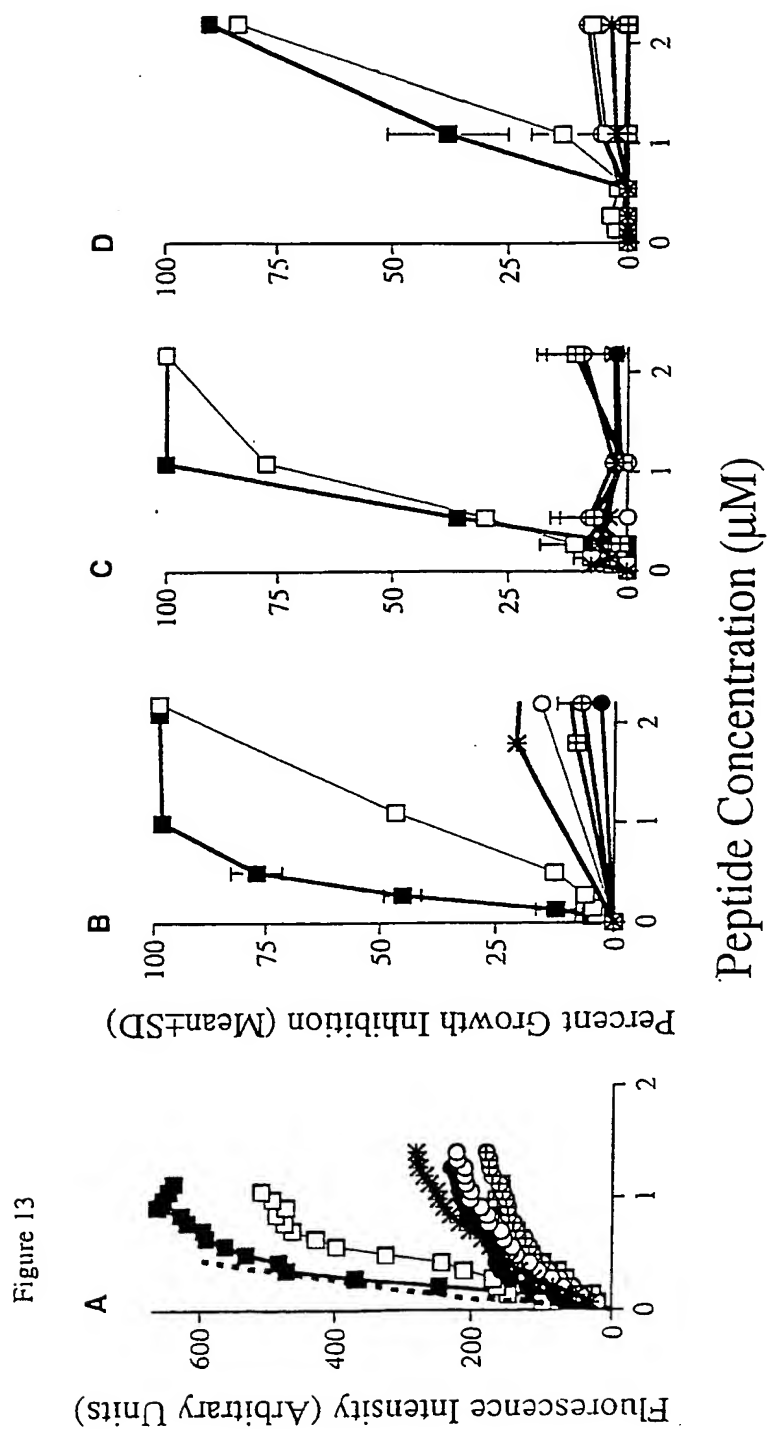 Figure 13
A
Fluorescence Intensity (Arbitrary Units)
600
400
200
0
0 1 2
B
Percent Growth Inhibition (Mean±SD)
100
75
50
25
0
0 1 2
C
100
75
50
25
0
0 1 2
D
100
75
50
25
0
0 1 2
Peptide Concentration (μM)